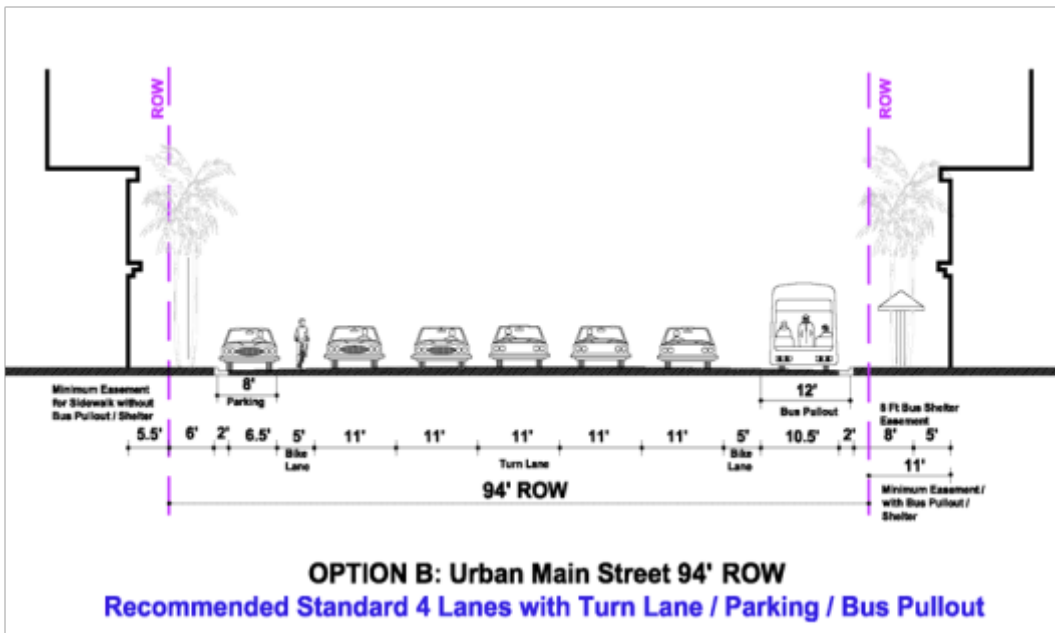 ROW
ROW
8'
Parking
12'
Bus Pullout
Minimum Easement
for Sidewalk without
Bus Pullout / Shelter
8 Ft Bus Shelter
Easement
5.5'
6'
2'
6.5'
5'
11'
11'
11'
11'
11'
5'
10.5'
2'
8'
5'
Bike
Lane
Turn Lane
Bike
Lane
11'
94' ROW
Minimum Easement /
with Bus Pullout /
Shelter
OPTION B: Urban Main Street 94' ROW
Recommended Standard 4 Lanes with Turn Lane / Parking / Bus Pullout